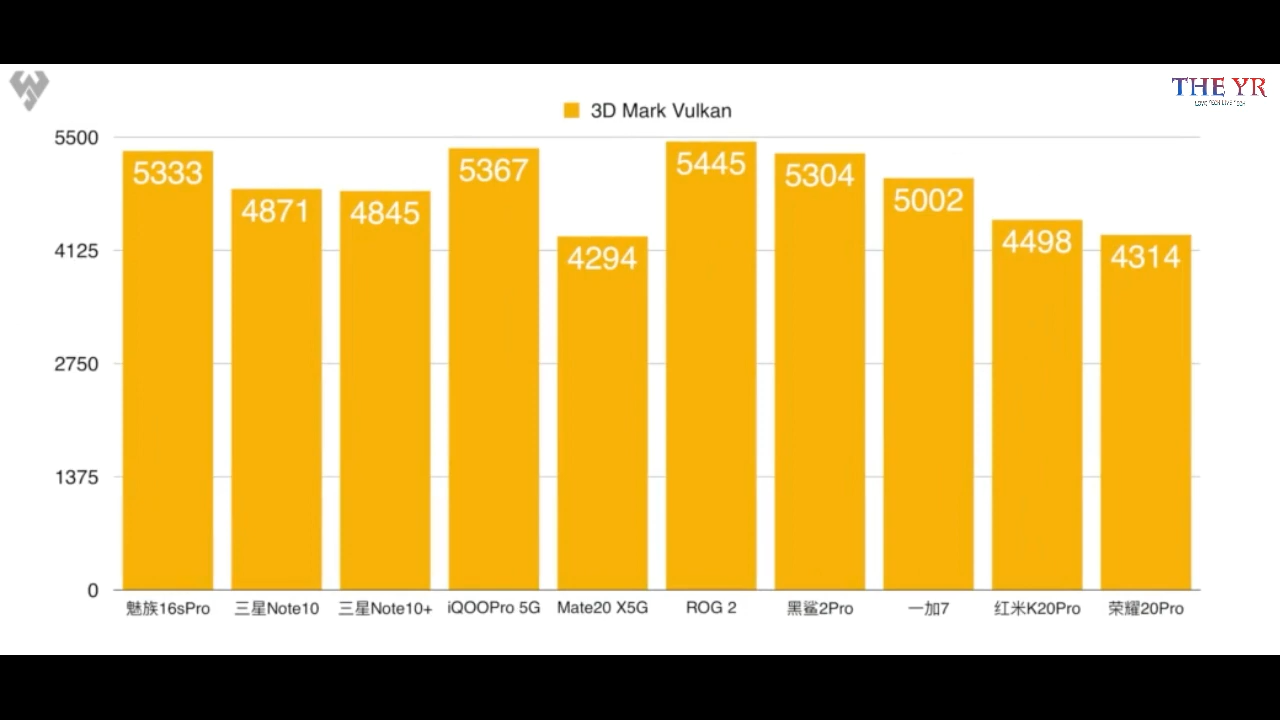 THE YR
3D Mark Vulkan
5500
4125
2750
1375
0
5333
4871
4845
5367
4294
5445
5304
5002
4498
4314
魅族16sPro
三星Note10
三星Note10+
iQOOPro 5G
Mate20 X5G
ROG 2
黑鲨2Pro
一加7
红米K20Pro
荣耀20Pro